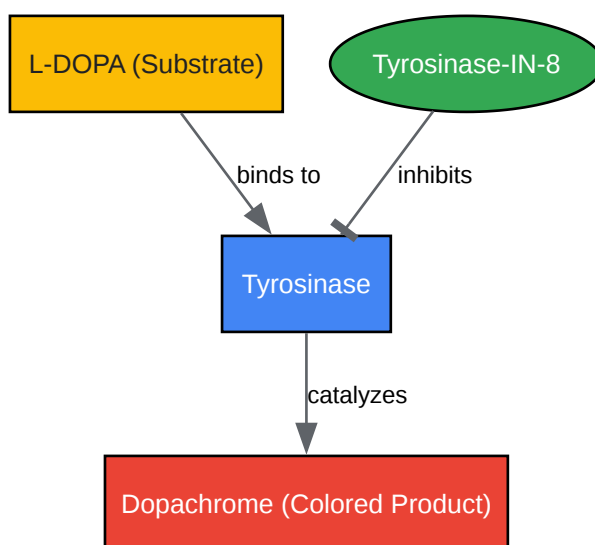 L-DOPA (Substrate)
Tyrosinase-IN-8
binds to
inhibits
Tyrosinase
catalyzes
Dopachrome (Colored Product)